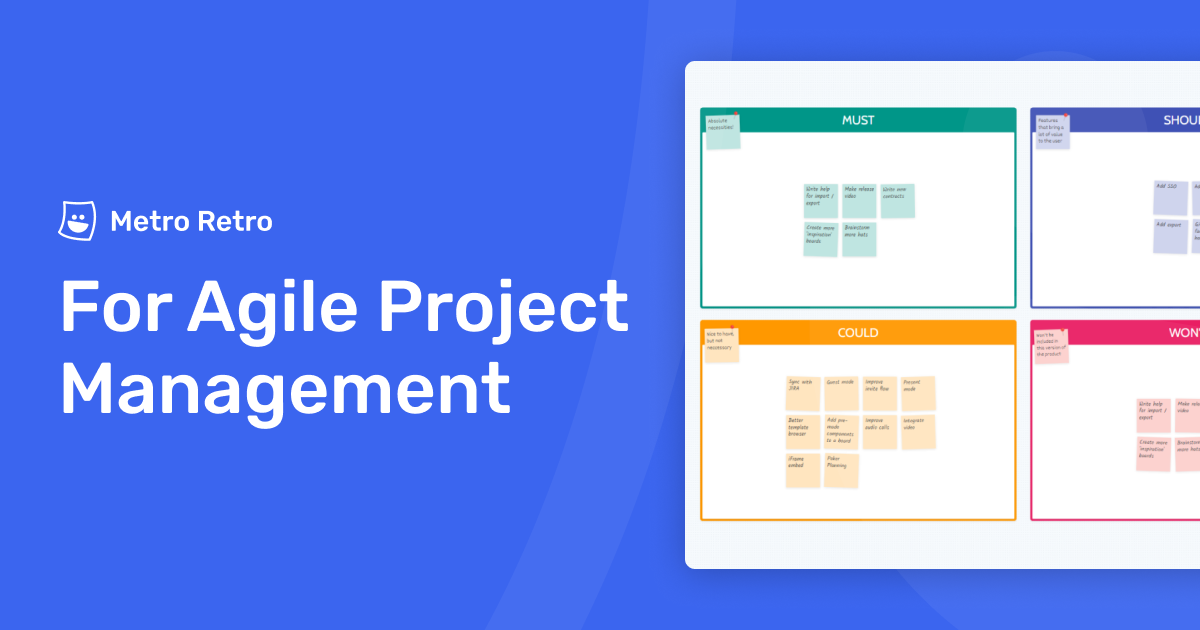 Metro Retro
For Agile Project
Management
MUST
Absolute
necessities!
Write help
for import /
export
Make release
video
Write new
contracts
Create more
'inspiration'
boards
Brainstorm
more hats
SHOU
Features
that bring a
lot of value
to the user
Add SSO
Add export
COULD
Nice to have,
but not
necessary
Sync with
JIRA
Guest mode
Improve
invite flow
Present
mode
Better
template
browser
Add pre-
made
components
to a board
Improve
audio calls
Integrate
video
iFrame
embed
Poker
Planning
WON'
Won't be
included in
this version of
the product
Write help
for import /
export
Make relea
video
Create more
'inspiration'
boards
Brainstorm
more hats